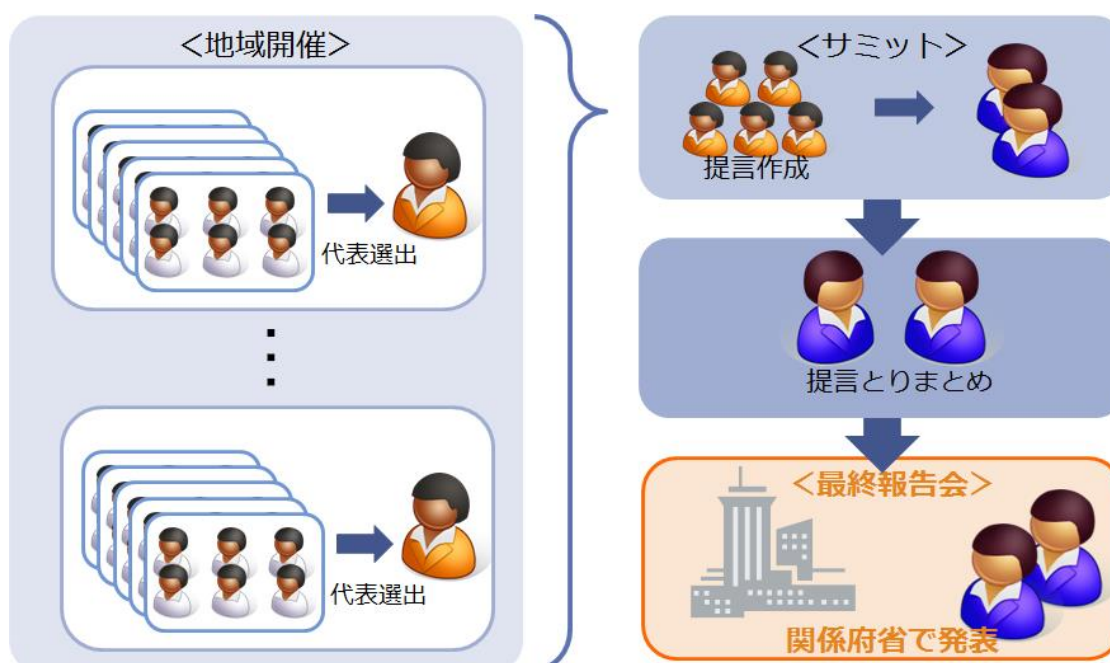 <地域開催>
代表選出
代表選出
<サミット>
提言作成
提言とりまとめ
<最終報告会>
関係府省で発表